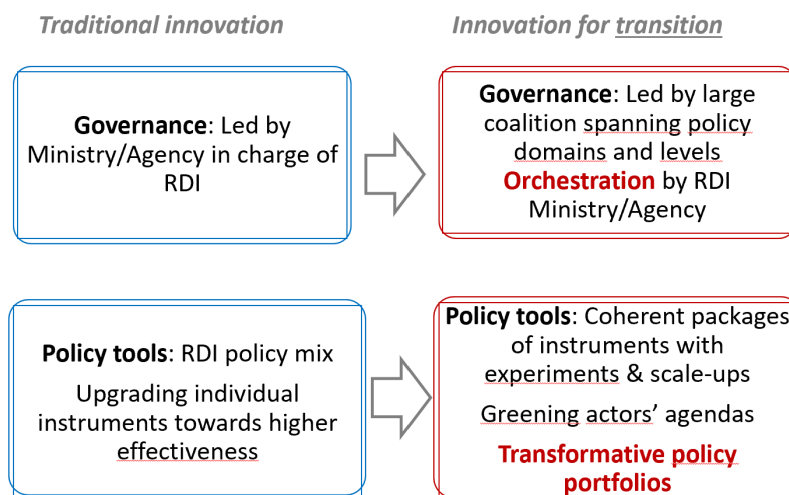 Traditional innovation
Innovation for transition
Governance: Led by
Ministry/Agency in charge of
RDI
Governance: Led by large
coalition spanning policy
domains and levels
Orchestration by RDI
Ministry/Agency
Policy tools: RDI policy mix
Upgrading individual
instruments towards higher
effectiveness
Policy tools: Coherent packages
of instruments with
experiments & scale-ups
Greening actors’ agendas
Transformative policy
portfolios